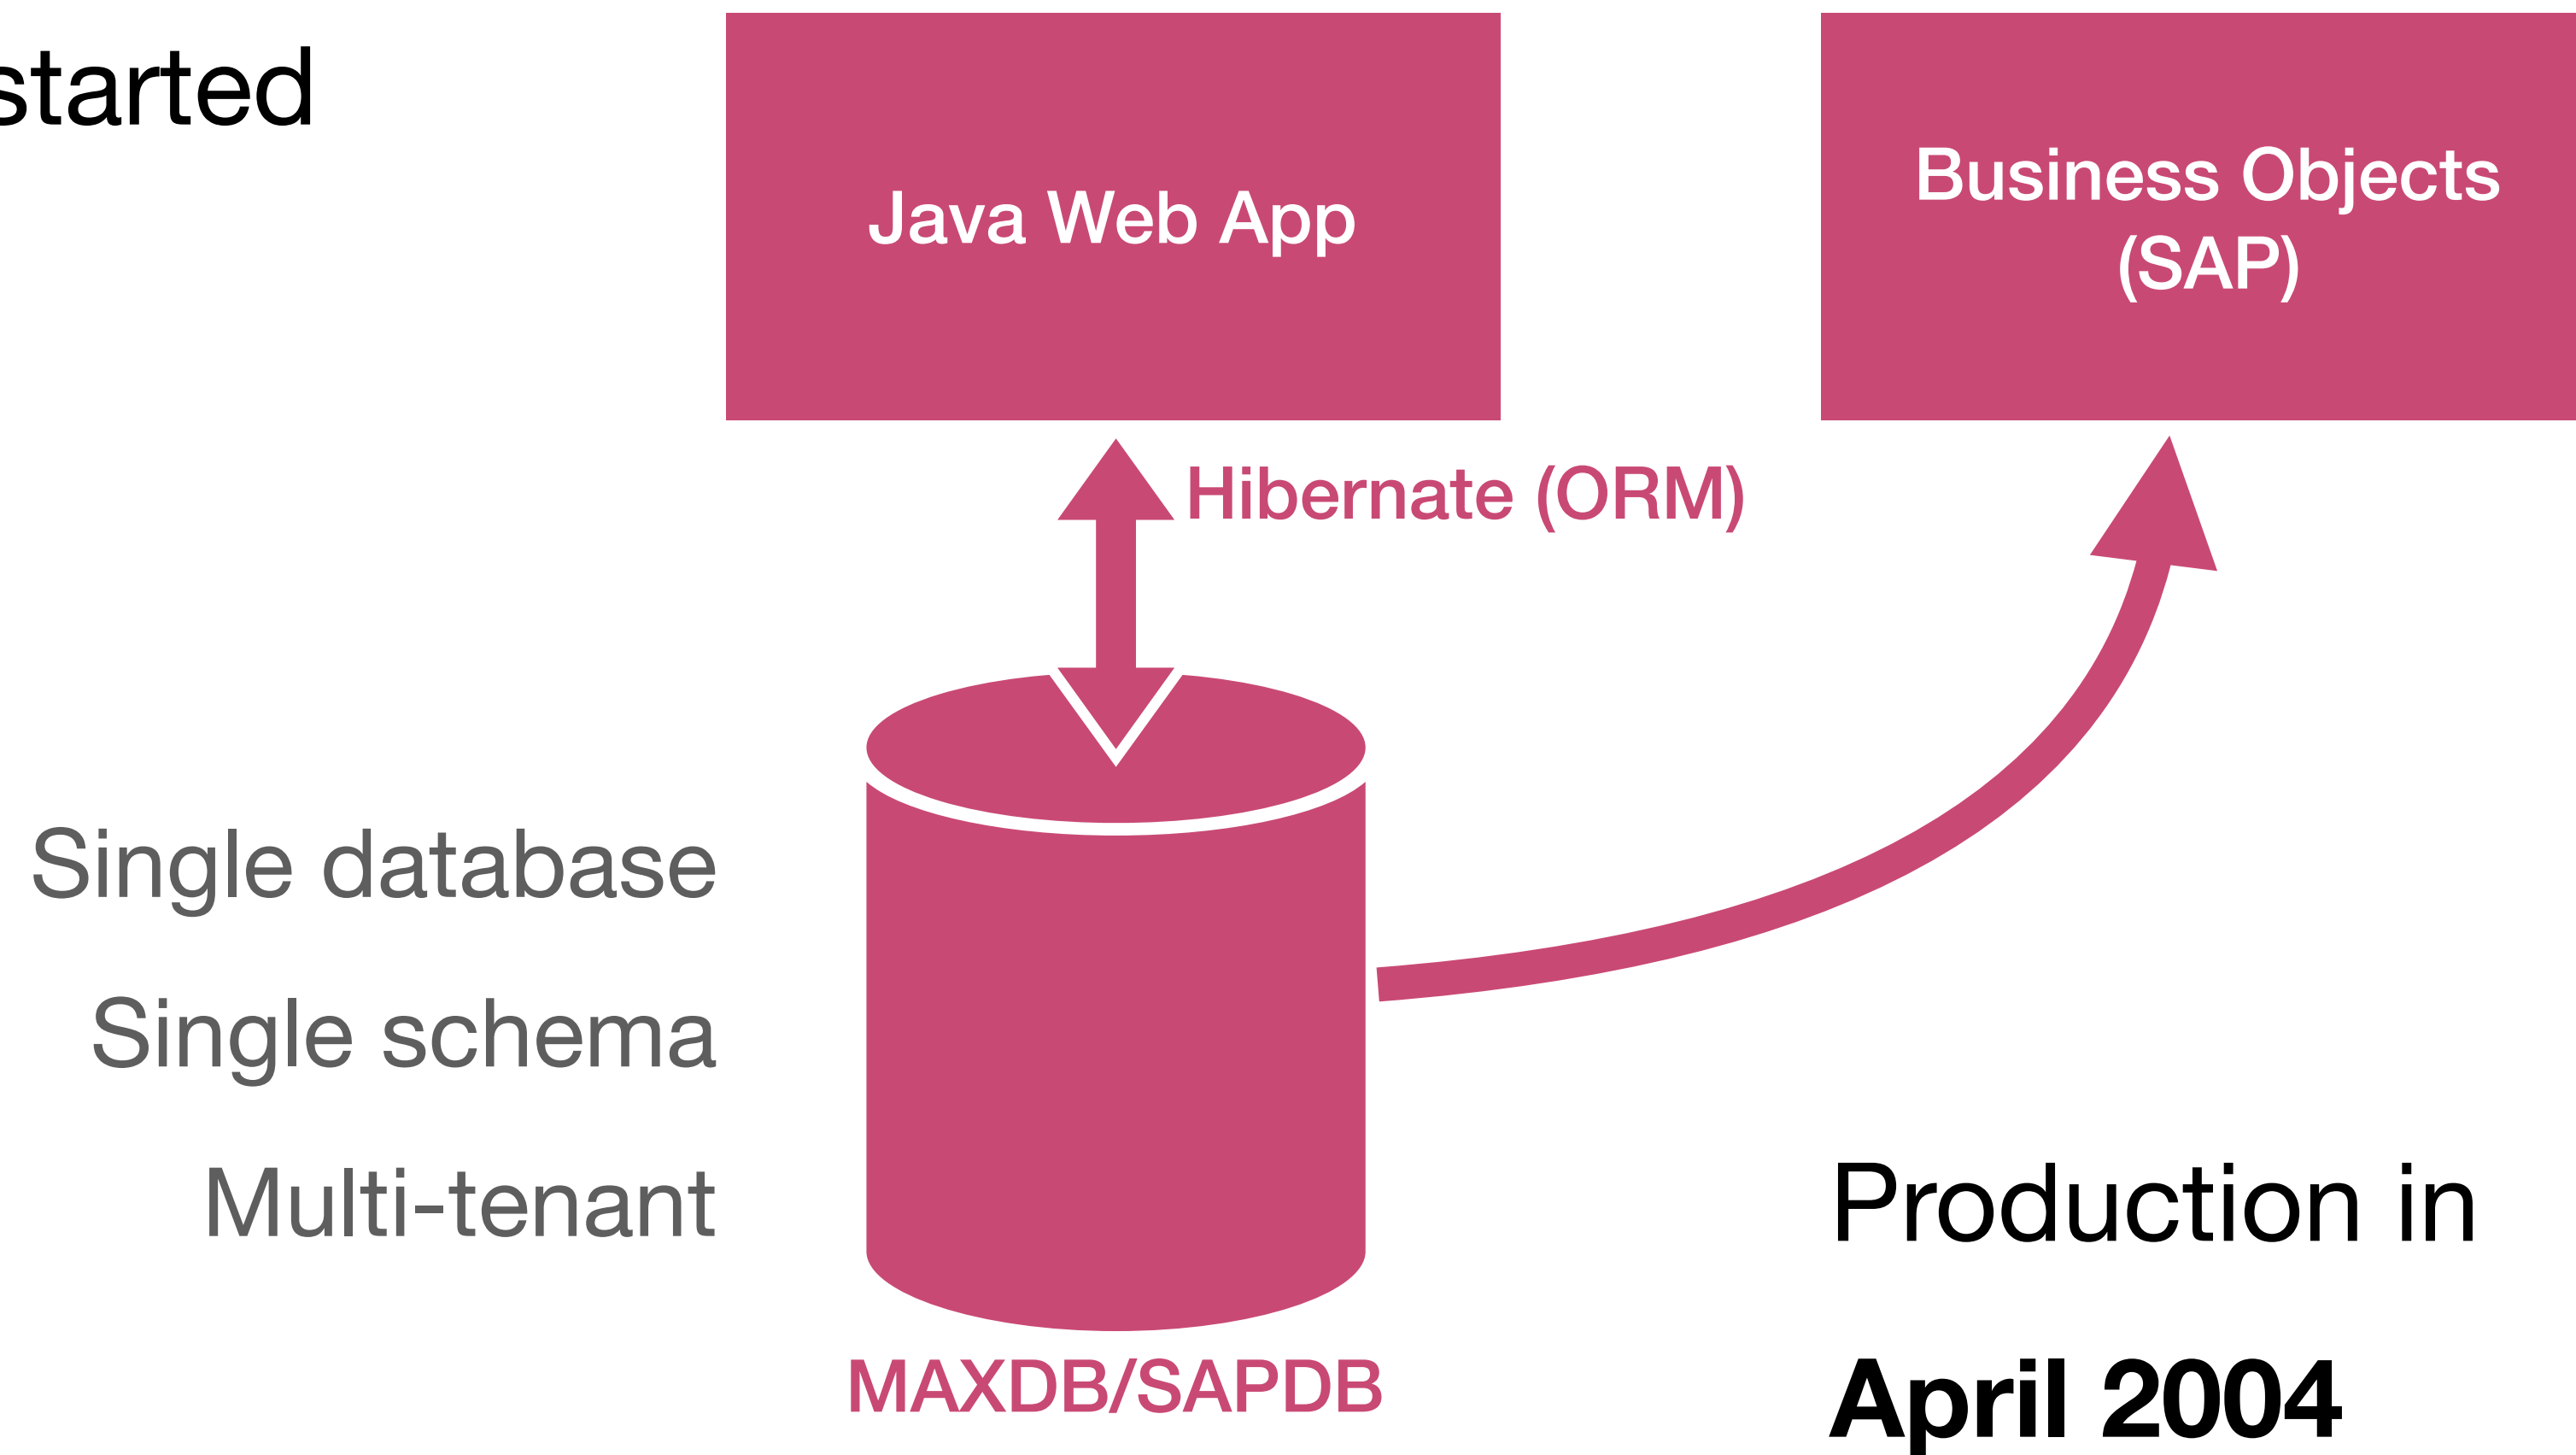 started
Java Web App
Business Objects
(SAP)
Hibernate (ORM)
Single database
Single schema
Multi-tenant
MAXDB/SAPDB
Production in
April 2004